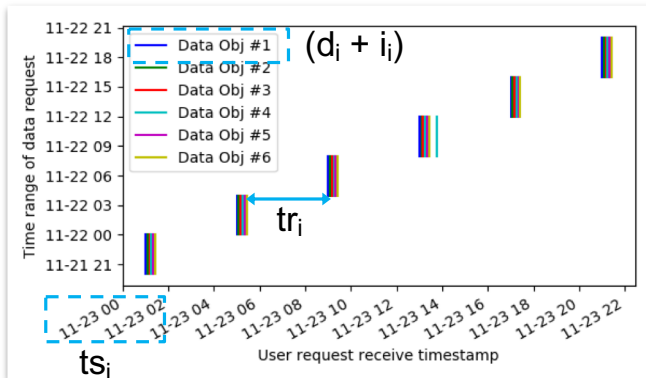 Data Obj #1
Data Obj #2
Data Obj #3
Data Obj #4
Data Obj #5
Data Obj #6
(di + ii)
Time range of data request
11-22 21
11-22 18
11-22 15
11-22 12
11-22 09
11-22 06
11-22 03
11-22 00
11-21 21
tri
11-23 00
11-23 02
11-23 04
11-23 06
11-23 08
11-23 10
11-23 12
11-23 14
11-23 16
11-23 18
11-23 20
11-23 22
User request receive timestamp
tsi